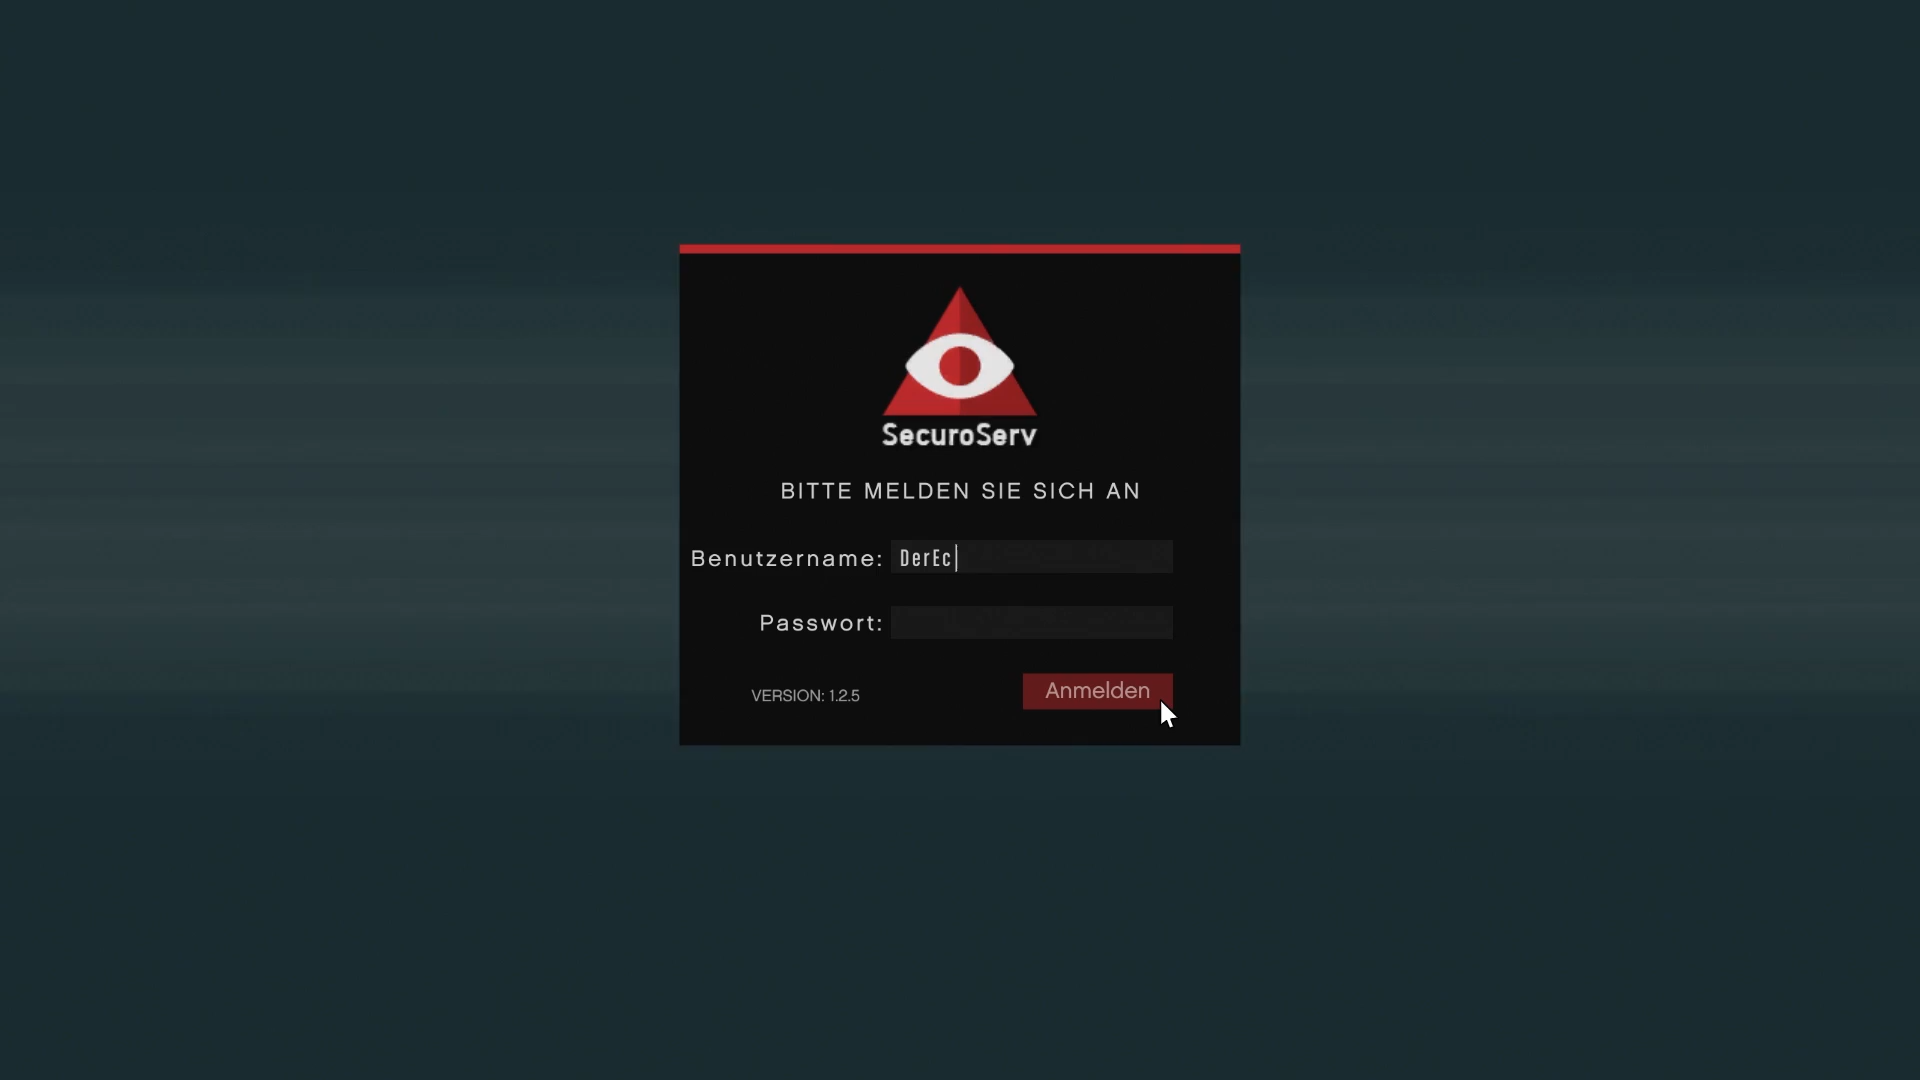 SecuroServ
BITTE MELDEN SIE SICH AN
Benutzername: DerEc
Passwort:
VERSION: 1.2.5
Anmelden